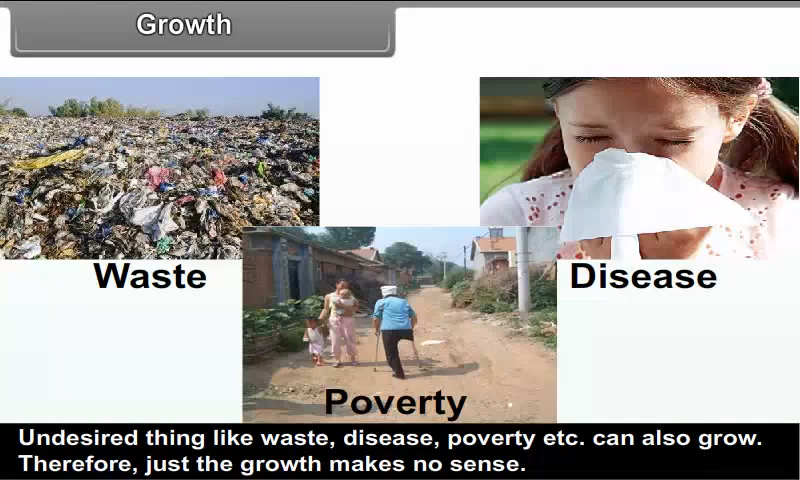 Growth
Waste
Disease
Poverty
Undesired thing like waste, disease, poverty etc. can also grow.
Therefore, just the growth makes no sense.